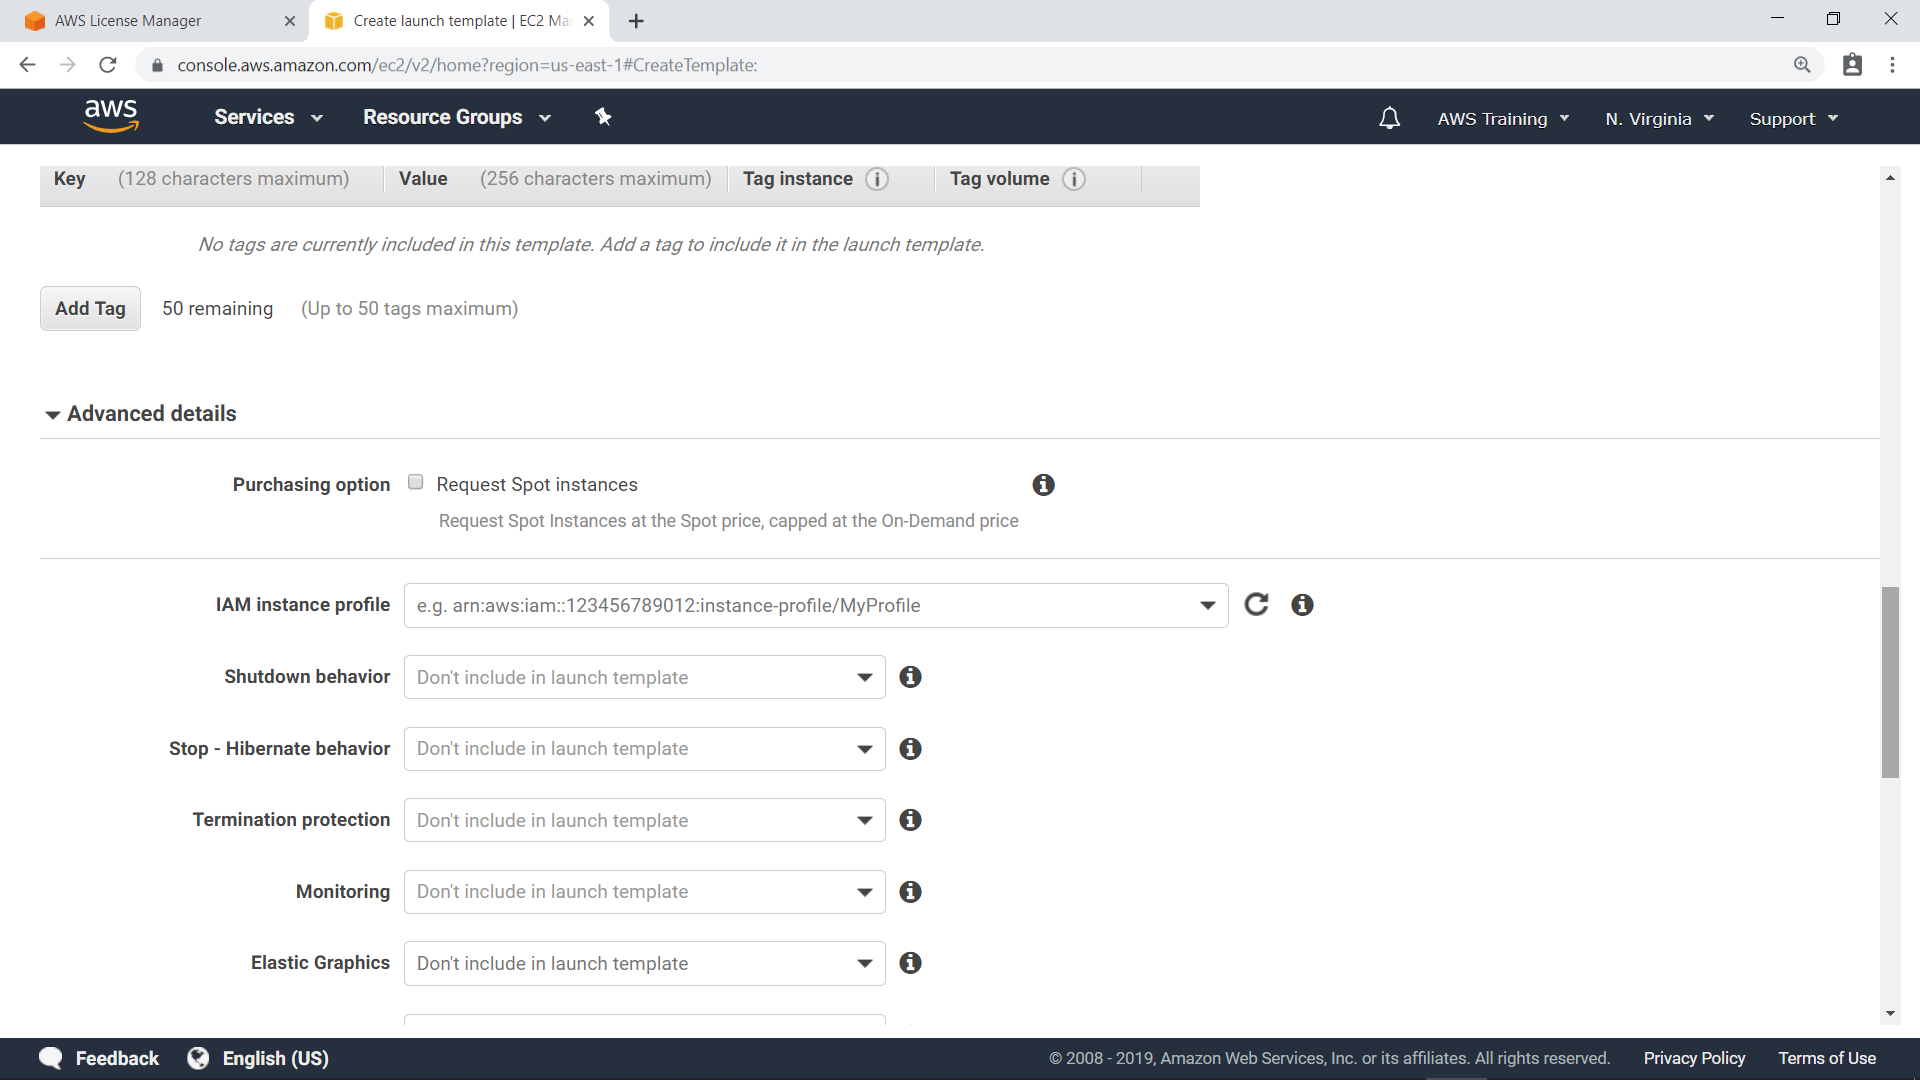 AWS License Manager
Create launch template | EC2 Ma
console.aws.amazon.com/ec2/v2/home?region=us-east-1#CreateTemplate:
aws Services Resource Groups AWS Training N. Virginia Support
Key (128 characters maximum) Value (256 characters maximum) Tag instance Tag volume
No tags are currently included in this template. Add a tag to include it in the launch template.
Add Tag 50 remaining (Up to 50 tags maximum)
Advanced details
Purchasing option Request Spot instances
Request Spot Instances at the Spot price, capped at the On-Demand price
IAM instance profile e.g. arn:aws:iam::123456789012:instance-profile/MyProfile
Shutdown behavior Don't include in launch template
Stop - Hibernate behavior Don't include in launch template
Termination protection Don't include in launch template
Monitoring Don't include in launch template
Elastic Graphics Don't include in launch template
Feedback English (US) © 2008 - 2019, Amazon Web Services, Inc. or its affiliates. All rights reserved. Privacy Policy Terms of Use